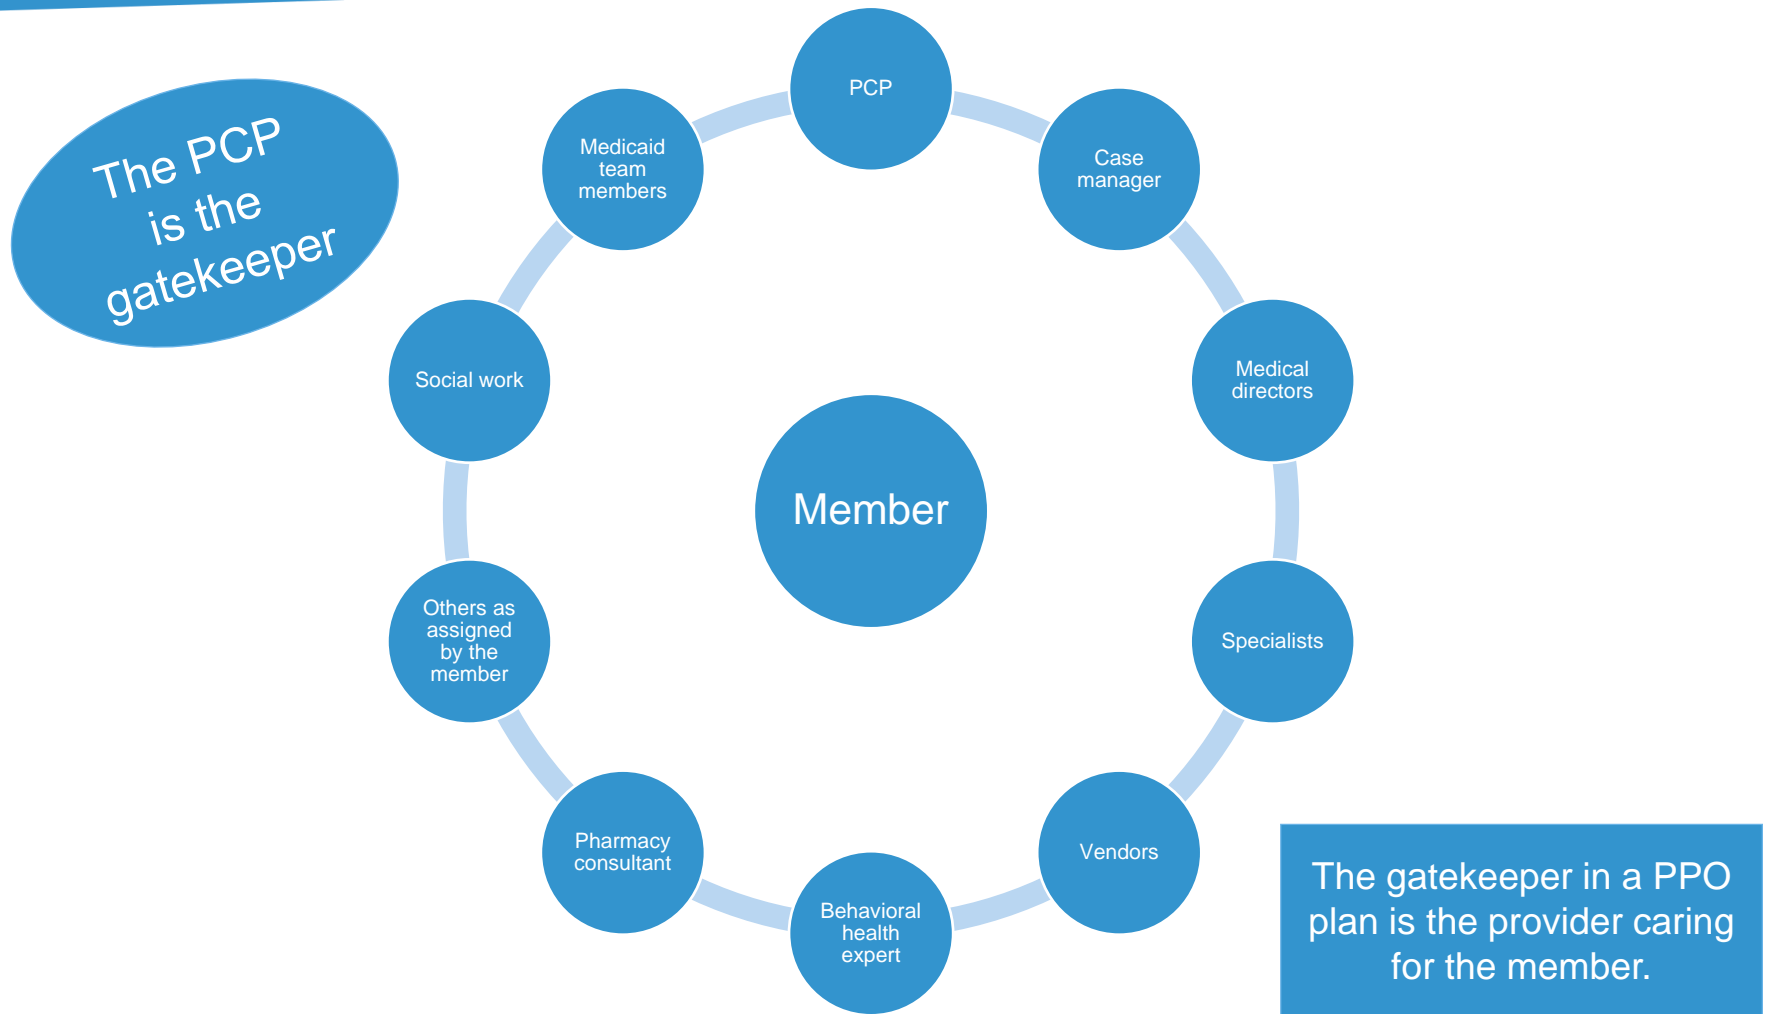 The PCP
is the
gatekeeper
PCP
Case
manager
Medical
directors
Specialists
Vendors
Behavioral
health
expert
Pharmacy
consultant
Others as
assigned
by the
member
Social work
Medicaid
team
members
Member
The gatekeeper in a PPO
plan is the provider caring
for the member.